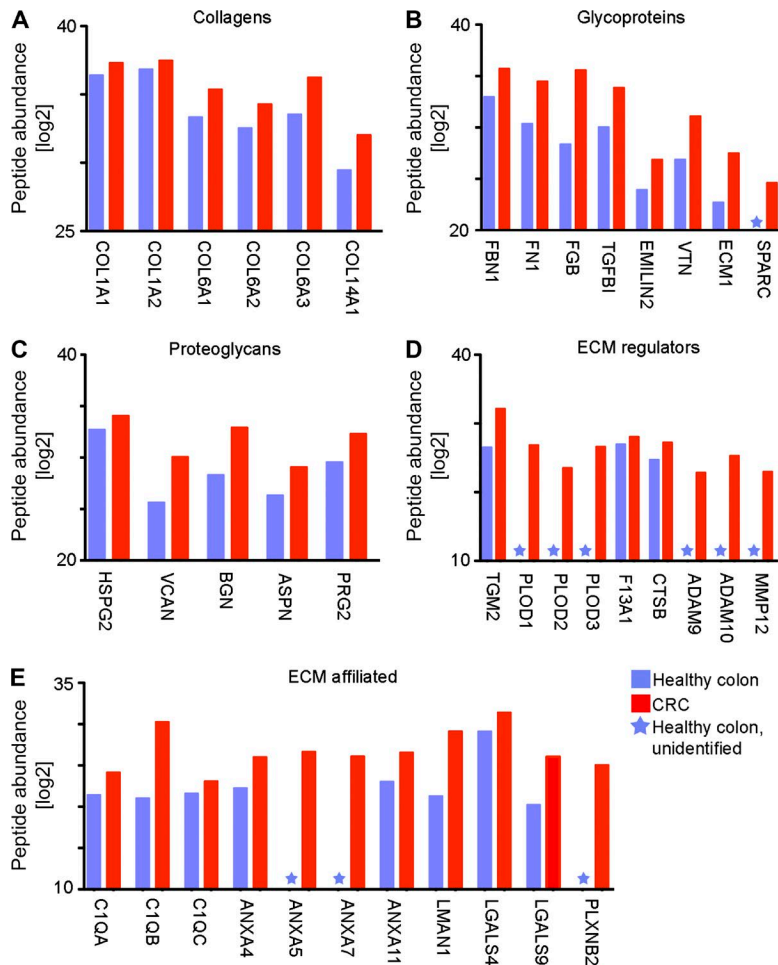 A
Collagens
Peptide abundance
[log2]
40
25
COL1A1
COL1A2
COL6A1
COL6A2
COL6A3
COL14A1
B
Glycoproteins
Peptide abundance
[log2]
40
20
FBN1
FN1
FGB
TGFBI
EMILIN2
VTN
ECM1
SPARC
C
Proteoglycans
Peptide abundance
[log2]
40
20
HSPG2
VCAN
BGN
ASPN
PRG2
D
ECM regulators
Peptide abundance
[log2]
40
10
TGM2
PLOD1
PLOD2
PLOD3
F13A1
CTSB
ADAM9
ADAM10
MMP12
E
ECM affiliated
Peptide abundance
[log2]
35
10
C1QA
C1QB
C1QC
ANXA4
ANXA5
ANXA7
ANXA11
LMAN1
LGALS4
LGALS9
PLXNB2
Healthy colon
CRC
Healthy colon,
unidentified